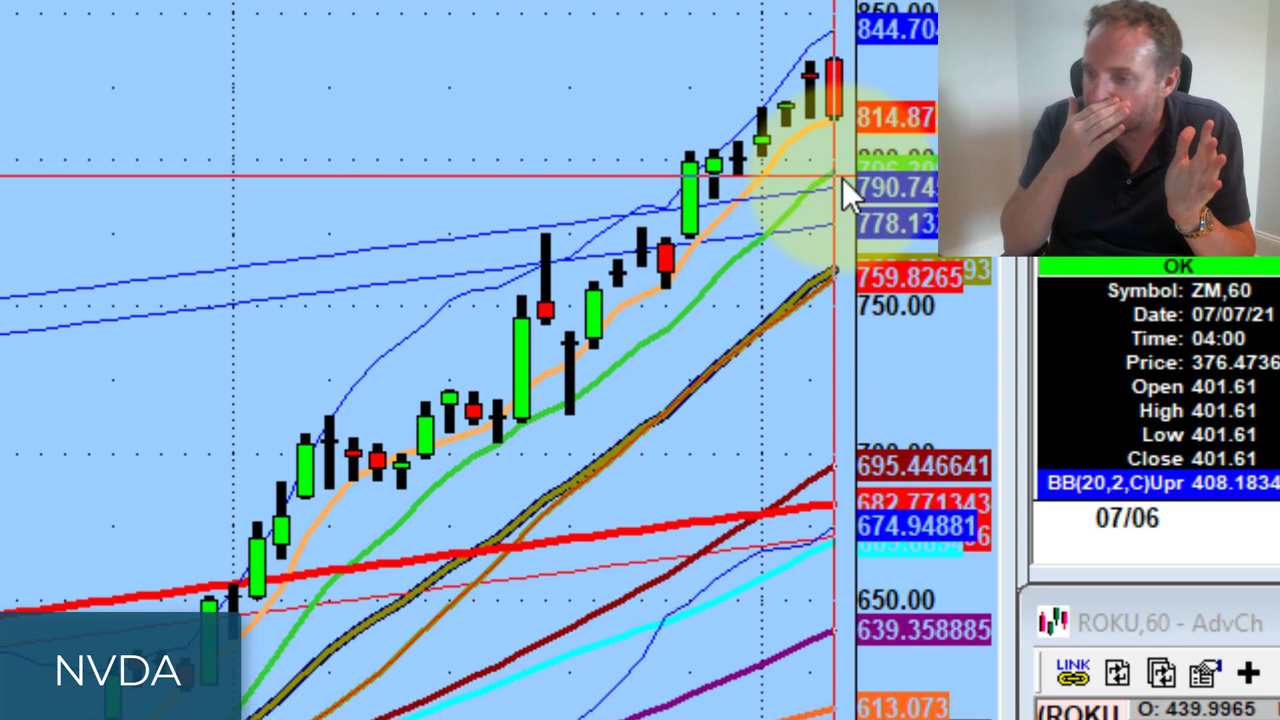 850.00
844.70
814.87
790.74
778.13
93
759.8265
750.00
695.446641
682.771343
674.94881
650.00
639.358885
613.073
NVDA
OK
Symbol: ZM,60
Date: 07/07/21
Time: 04:00
Price: 376.4736
Open 401.61
High 401.61
Low 401.61
Close 401.61
BB(20,2,C)Upr 408.1834
07/06
ROKU,60 - AdvCh
LINK
(ROKU
O: 439.9965